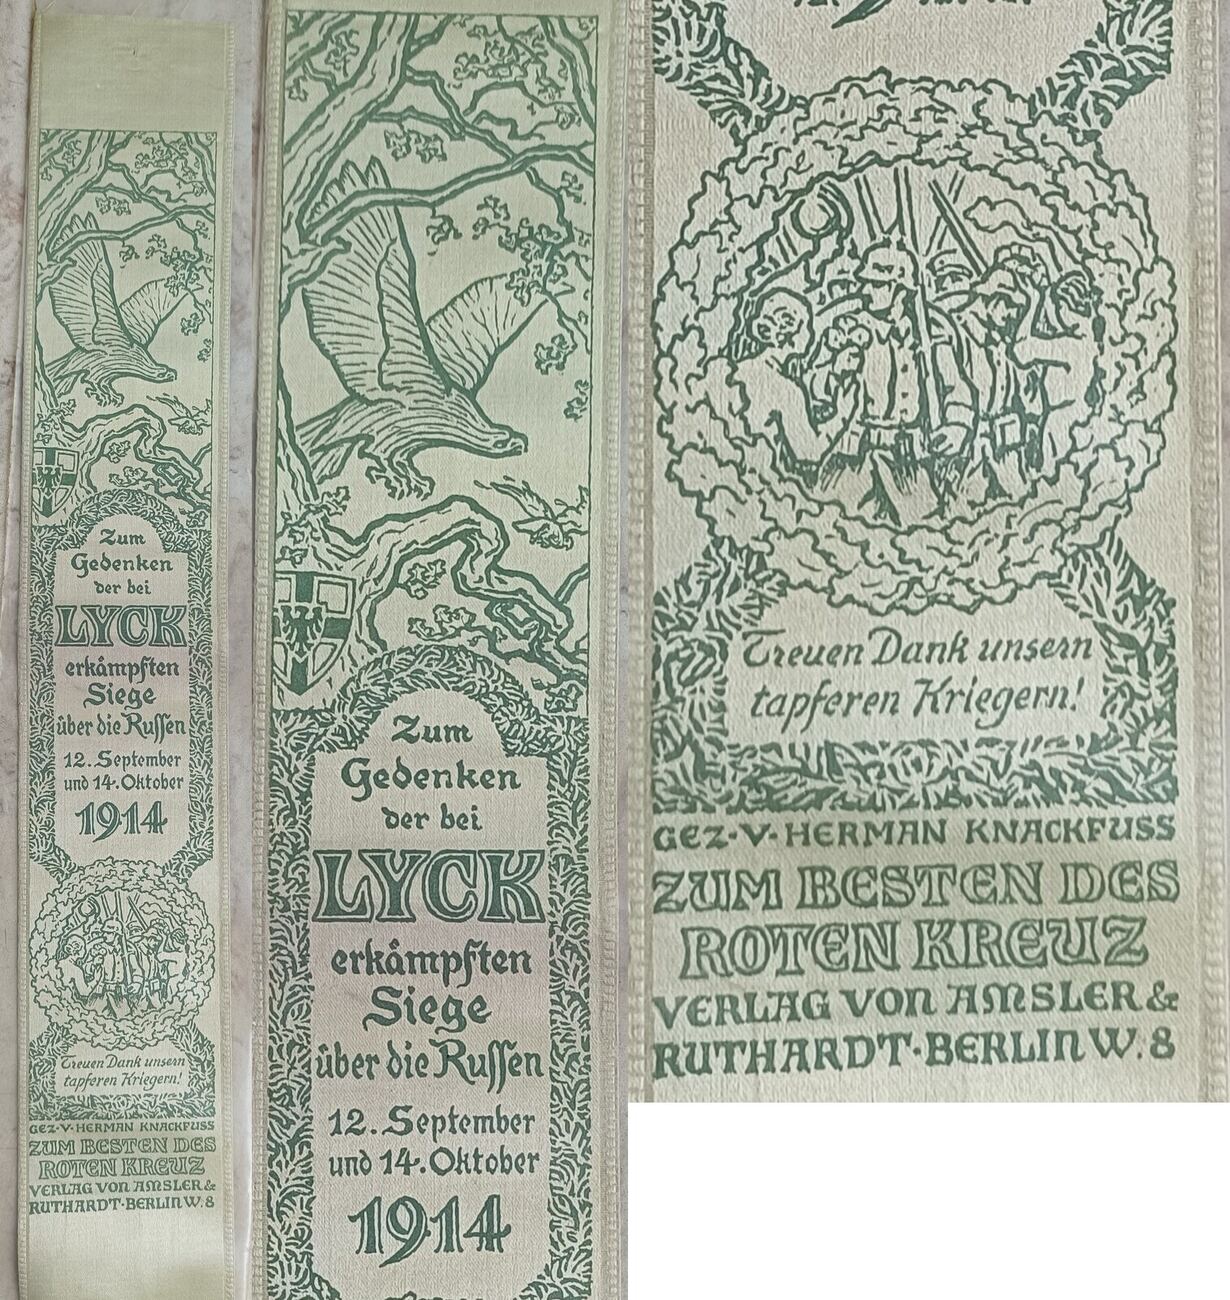 Zum
Gedenken
der bei
LYCK
erkämpften
Siege
über die Ruſſen
12. September
und 14. Oktober
1914
Treuen Dank unsern
tapferen Kriegern!
GEZ·V·HERMAN KNACKFUSS
ZUM BESTEN DES
ROTEN KREUZ
VERLAG VON AMSLER &
RUTHARDT·BERLIN W. 8
Zum
Gedenken
der bei
LYCK
erkämpften
Siege
über die Ruſſen
12. September
und 14. Oktober
1914
Treuen Dank unsern
tapferen Kriegern!
GEZ·V·HERMAN KNACKFUSS
ZUM BESTEN DES
ROTEN KREUZ
VERLAG VON AMSLER &
RUTHARDT·BERLIN W. 8